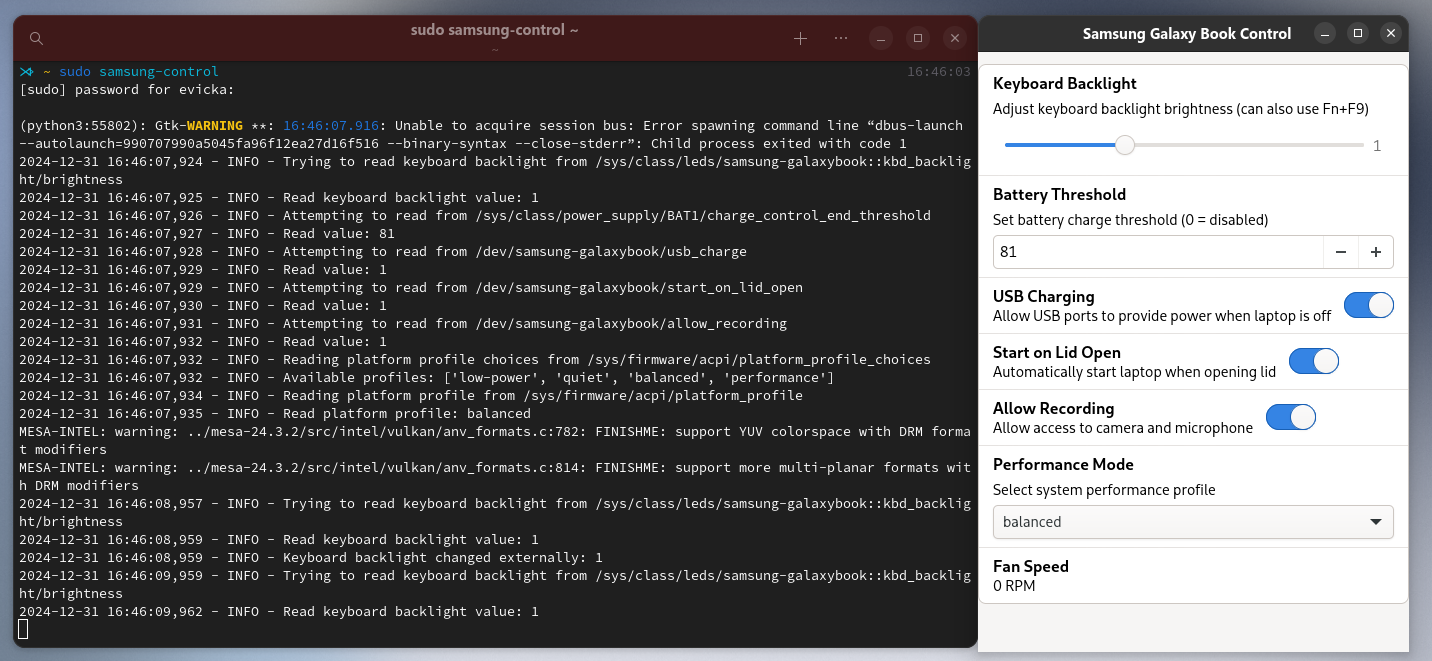 sudo samsung-control ~
~
⋊> ~ sudo samsung-control 16:46:03
[sudo] password for evicka:
(python3:55802): Gtk-WARNING **: 16:46:07.916: Unable to acquire session bus: Error spawning command line “dbus-launch
--autolaunch=990707990a5045fa96f12ea27d16f516 --binary-syntax --close-stderr”: Child process exited with code 1
2024-12-31 16:46:07,924 - INFO - Trying to read keyboard backlight from /sys/class/leds/samsung-galaxybook::kbd_backlig
ht/brightness
2024-12-31 16:46:07,925 - INFO - Read keyboard backlight value: 1
2024-12-31 16:46:07,926 - INFO - Attempting to read from /sys/class/power_supply/BAT1/charge_control_end_threshold
2024-12-31 16:46:07,927 - INFO - Read value: 81
2024-12-31 16:46:07,928 - INFO - Attempting to read from /dev/samsung-galaxybook/usb_charge
2024-12-31 16:46:07,929 - INFO - Read value: 1
2024-12-31 16:46:07,929 - INFO - Attempting to read from /dev/samsung-galaxybook/start_on_lid_open
2024-12-31 16:46:07,930 - INFO - Read value: 1
2024-12-31 16:46:07,931 - INFO - Attempting to read from /dev/samsung-galaxybook/allow_recording
2024-12-31 16:46:07,932 - INFO - Read value: 1
2024-12-31 16:46:07,932 - INFO - Reading platform profile choices from /sys/firmware/acpi/platform_profile_choices
2024-12-31 16:46:07,932 - INFO - Available profiles: ['low-power', 'quiet', 'balanced', 'performance']
2024-12-31 16:46:07,934 - INFO - Reading platform profile from /sys/firmware/acpi/platform_profile
2024-12-31 16:46:07,935 - INFO - Read platform profile: balanced
MESA-INTEL: warning: ../mesa-24.3.2/src/intel/vulkan/anv_formats.c:782: FINISHME: support YUV colorspace with DRM forma
t modifiers
MESA-INTEL: warning: ../mesa-24.3.2/src/intel/vulkan/anv_formats.c:814: FINISHME: support more multi-planar formats wit
h DRM modifiers
2024-12-31 16:46:08,957 - INFO - Trying to read keyboard backlight from /sys/class/leds/samsung-galaxybook::kbd_backlig
ht/brightness
2024-12-31 16:46:08,959 - INFO - Read keyboard backlight value: 1
2024-12-31 16:46:08,959 - INFO - Keyboard backlight changed externally: 1
2024-12-31 16:46:09,959 - INFO - Trying to read keyboard backlight from /sys/class/leds/samsung-galaxybook::kbd_backlig
ht/brightness
2024-12-31 16:46:09,962 - INFO - Read keyboard backlight value: 1
Samsung Galaxy Book Control
Keyboard Backlight
Adjust keyboard backlight brightness (can also use Fn+F9)
1
Battery Threshold
Set battery charge threshold (0 = disabled)
81
USB Charging
Allow USB ports to provide power when laptop is off
Start on Lid Open
Automatically start laptop when opening lid
Allow Recording
Allow access to camera and microphone
Performance Mode
Select system performance profile
balanced
Fan Speed
0 RPM